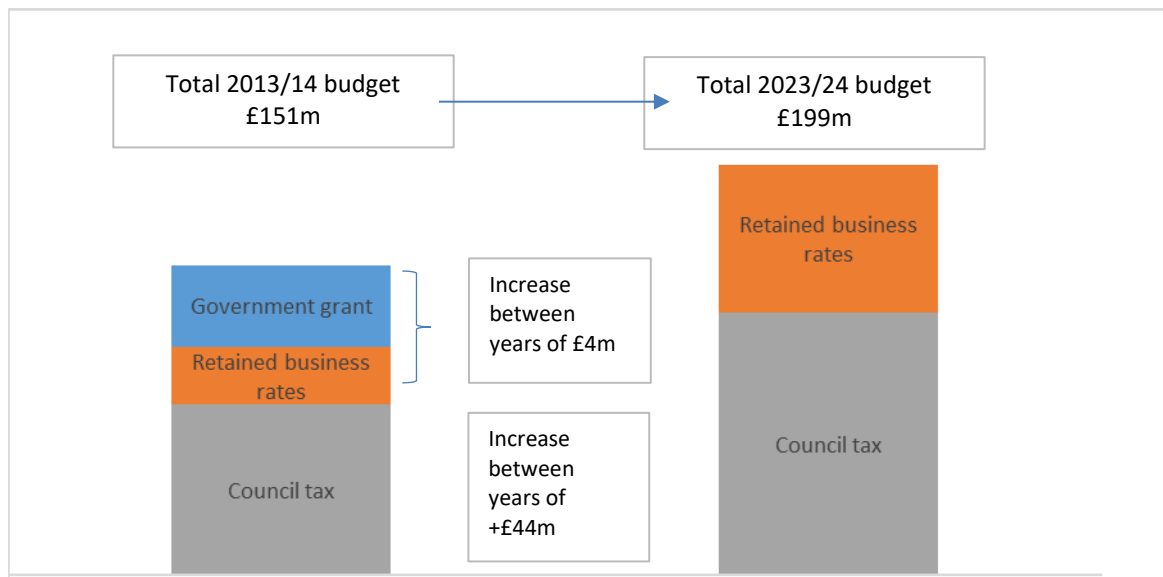 Total 2013/14 budget
£151m
Total 2023/24 budget
£199m
Government grant
Retained business
rates
Council tax
Increase
between
years of £4m
Increase
between
years of
+£44m
Retained business
rates
Council tax